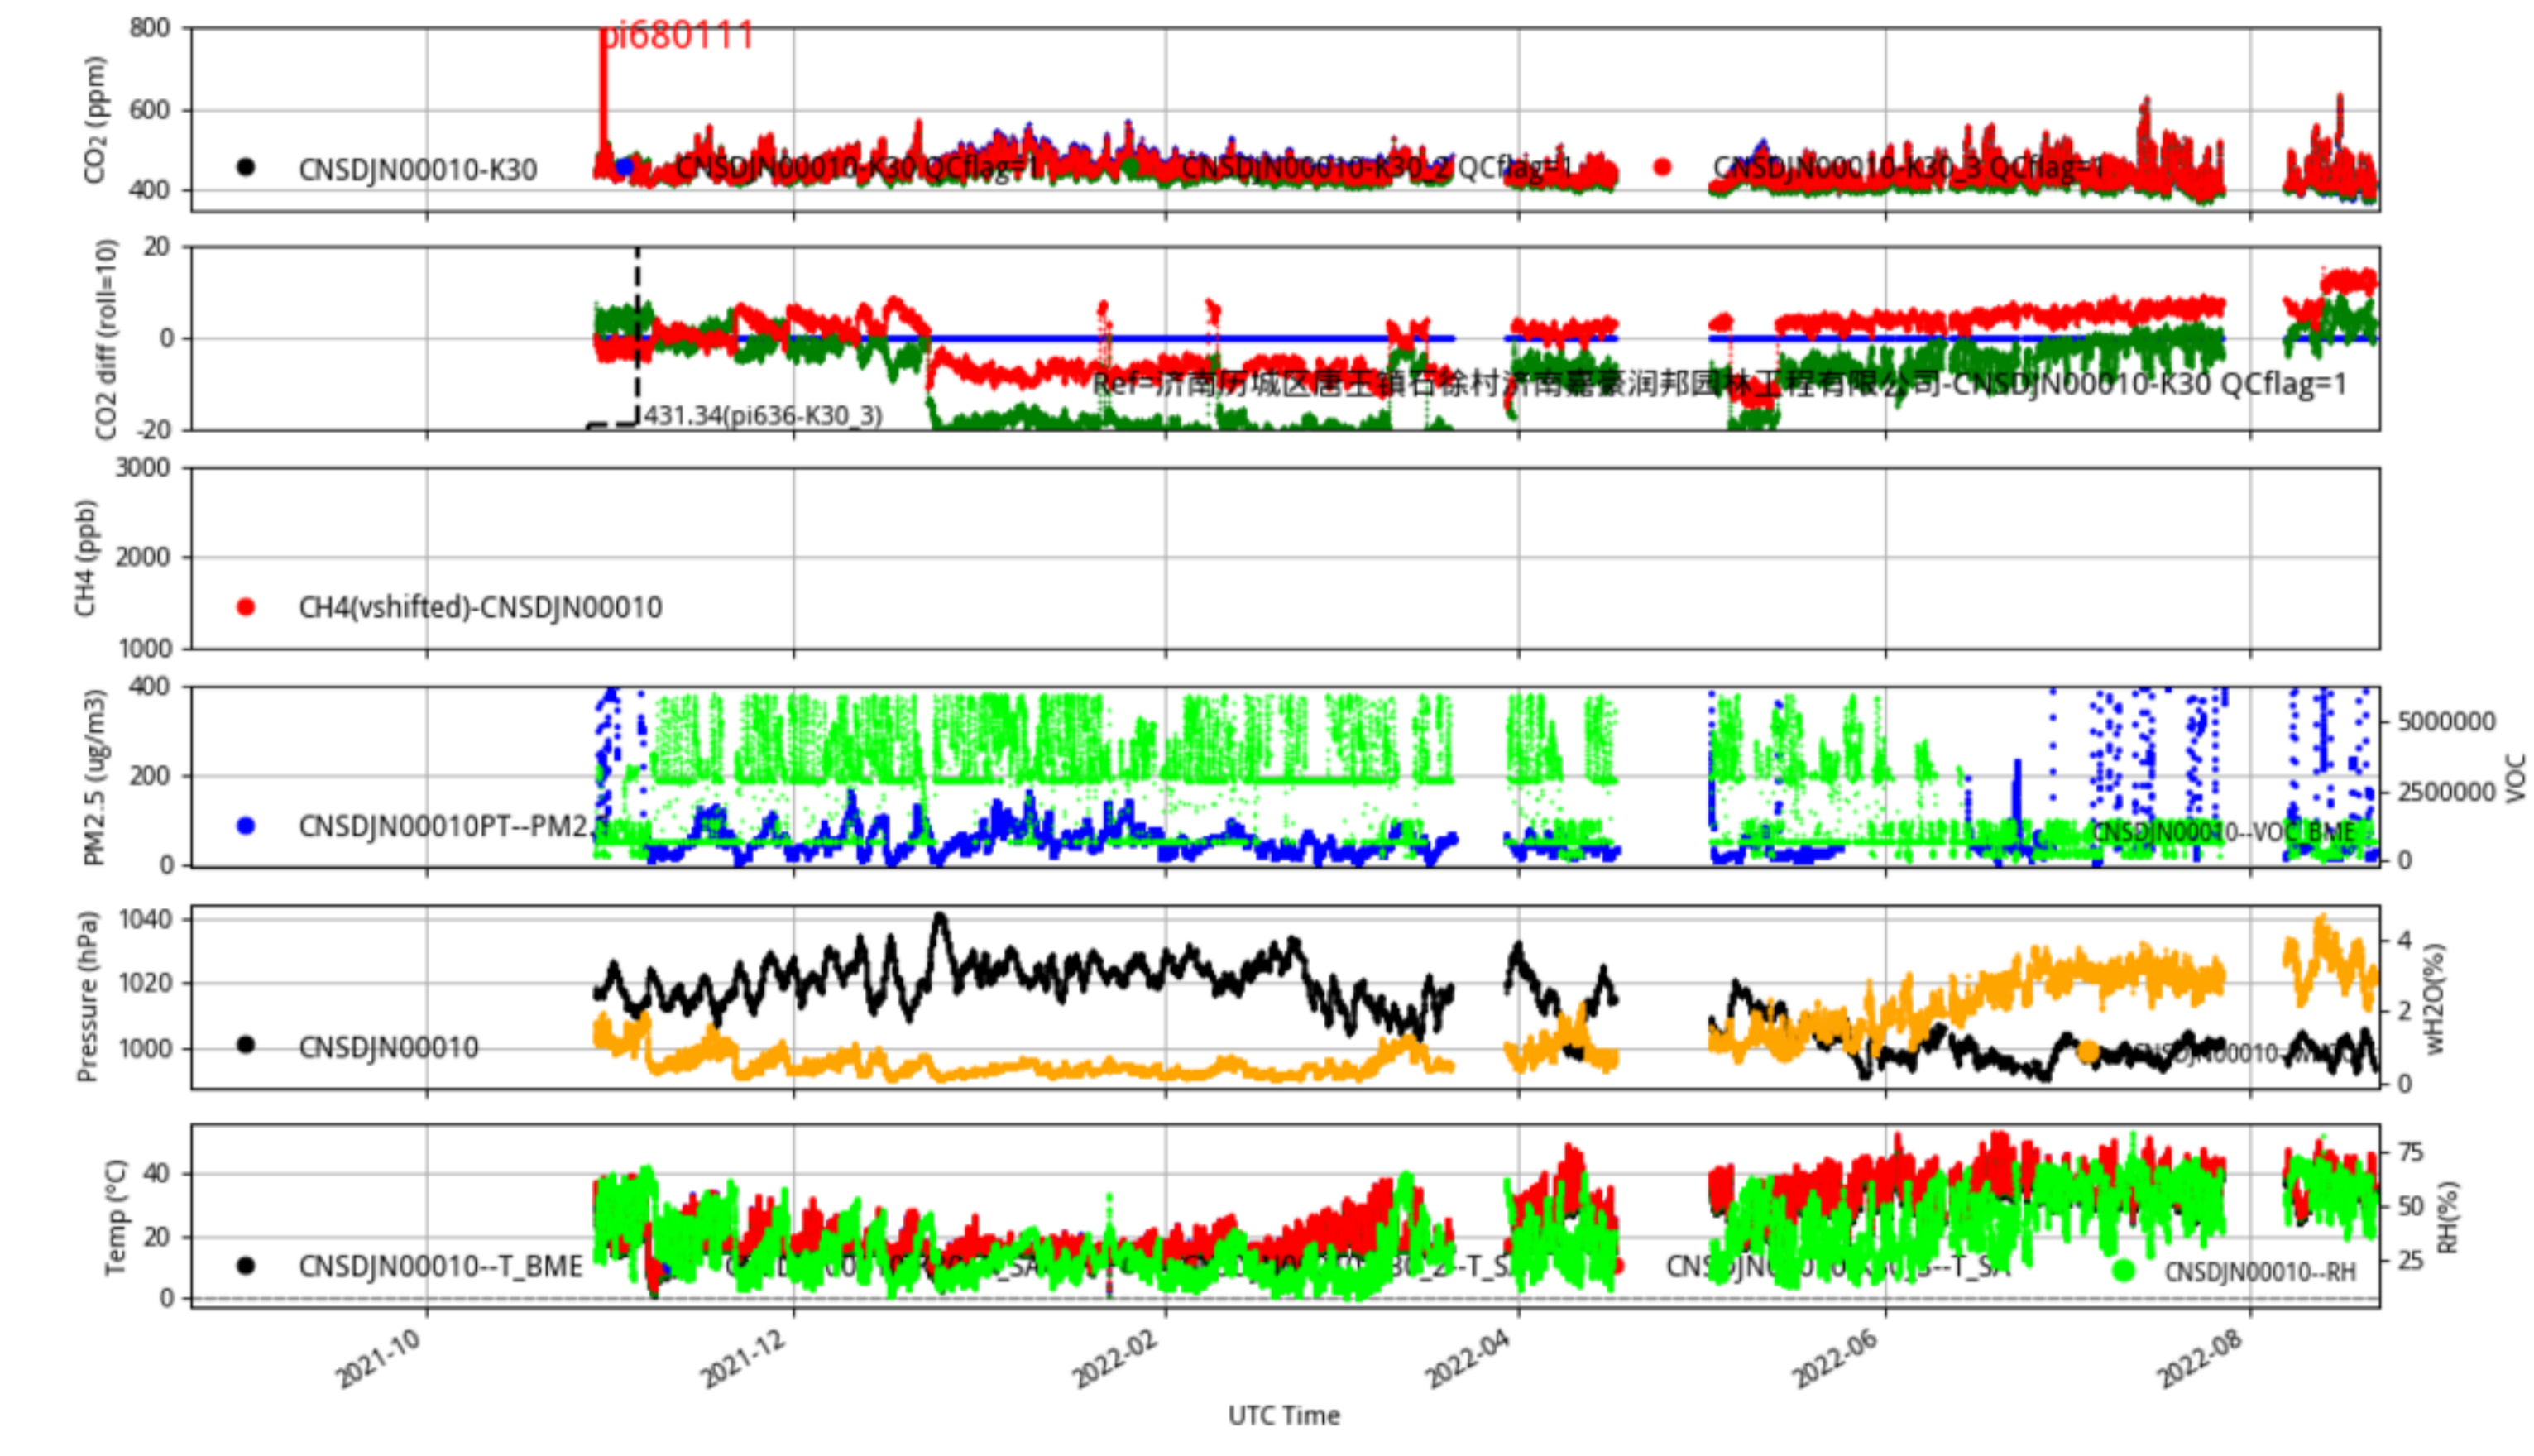 pi680111
800
600
400
CO2 (ppm)
CNSDJN00010-K30
CNSDJN00010-K30 QCflag=1
CNSDJN00010-K30_2 QCflag=1
CNSDJN00010-K30_3 QCflag=1
20
0
-20
CO2 diff (roll=10)
431.34(pi636-K30_3)
Ref=济南历城区唐王镇石徐村济南嘉豪润邦园林工程有限公司-CNSDJN00010-K30 QCflag=1
3000
2000
1000
CH4 (ppb)
CH4(vshifted)-CNSDJN00010
400
200
0
PM2.5 (ug/m3)
CNSDJN00010PT--PM2.
CNSDJN00010--VOC_BME
5000000
2500000
0
VOC
1040
1020
1000
Pressure (hPa)
CNSDJN00010
4
2
0
wH2O(%)
40
20
0
Temp (°C)
CNSDJN00010--T_BME
CNSDJN00010--RH
75
50
25
RH(%)
2021-10
2021-12
2022-02
2022-04
2022-06
2022-08
UTC Time